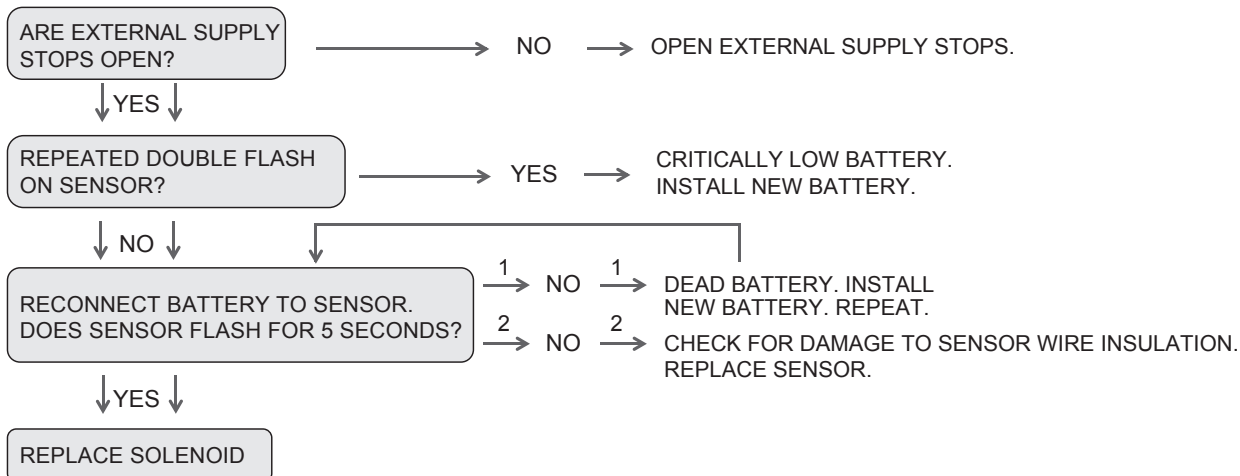 ARE EXTERNAL SUPPLY
STOPS OPEN?
NO
OPEN EXTERNAL SUPPLY STOPS.
YES
REPEATED DOUBLE FLASH
ON SENSOR?
YES
CRITICALLY LOW BATTERY.
INSTALL NEW BATTERY.
NO
RECONNECT BATTERY TO SENSOR.
DOES SENSOR FLASH FOR 5 SECONDS?
1 NO 1
DEAD BATTERY. INSTALL
NEW BATTERY. REPEAT.
2 NO 2
CHECK FOR DAMAGE TO SENSOR WIRE INSULATION.
REPLACE SENSOR.
YES
REPLACE SOLENOID